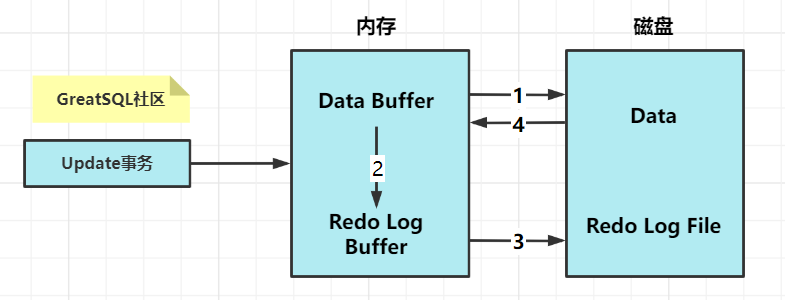 内存
磁盘
GreatSQL社区
Update事务
Data Buffer
1
4
Data
2
Redo Log
Buffer
3
Redo Log File